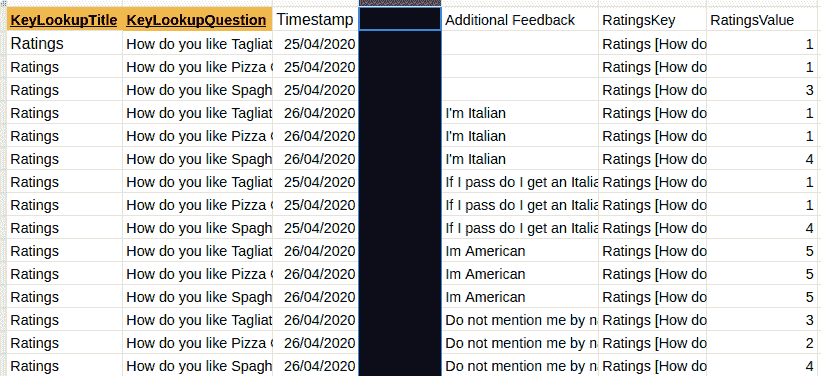 KeyLookupTitle KeyLookupQuestion Timestamp Additional Feedback RatingsKey RatingsValue
Ratings How do you like Tagliat 25/04/2020 Ratings [How do 1
Ratings How do you like Pizza 25/04/2020 Ratings [How do 1
Ratings How do you like Spagh 25/04/2020 Ratings [How do 3
Ratings How do you like Tagliat 26/04/2020 I'm Italian Ratings [How do 1
Ratings How do you like Pizza 26/04/2020 I'm Italian Ratings [How do 1
Ratings How do you like Spagh 26/04/2020 I'm Italian Ratings [How do 4
Ratings How do you like Tagliat 25/04/2020 If I pass do I get an Italia Ratings [How do 1
Ratings How do you like Pizza 25/04/2020 If I pass do I get an Italia Ratings [How do 1
Ratings How do you like Spagh 25/04/2020 If I pass do I get an Italia Ratings [How do 4
Ratings How do you like Tagliat 26/04/2020 Im American Ratings [How do 5
Ratings How do you like Pizza 26/04/2020 Im American Ratings [How do 5
Ratings How do you like Spagh 26/04/2020 Im American Ratings [How do 5
Ratings How do you like Tagliat 26/04/2020 Do not mention me by n Ratings [How do 3
Ratings How do you like Pizza 26/04/2020 Do not mention me by n Ratings [How do 2
Ratings How do you like Spagh 26/04/2020 Do not mention me by n Ratings [How do 4